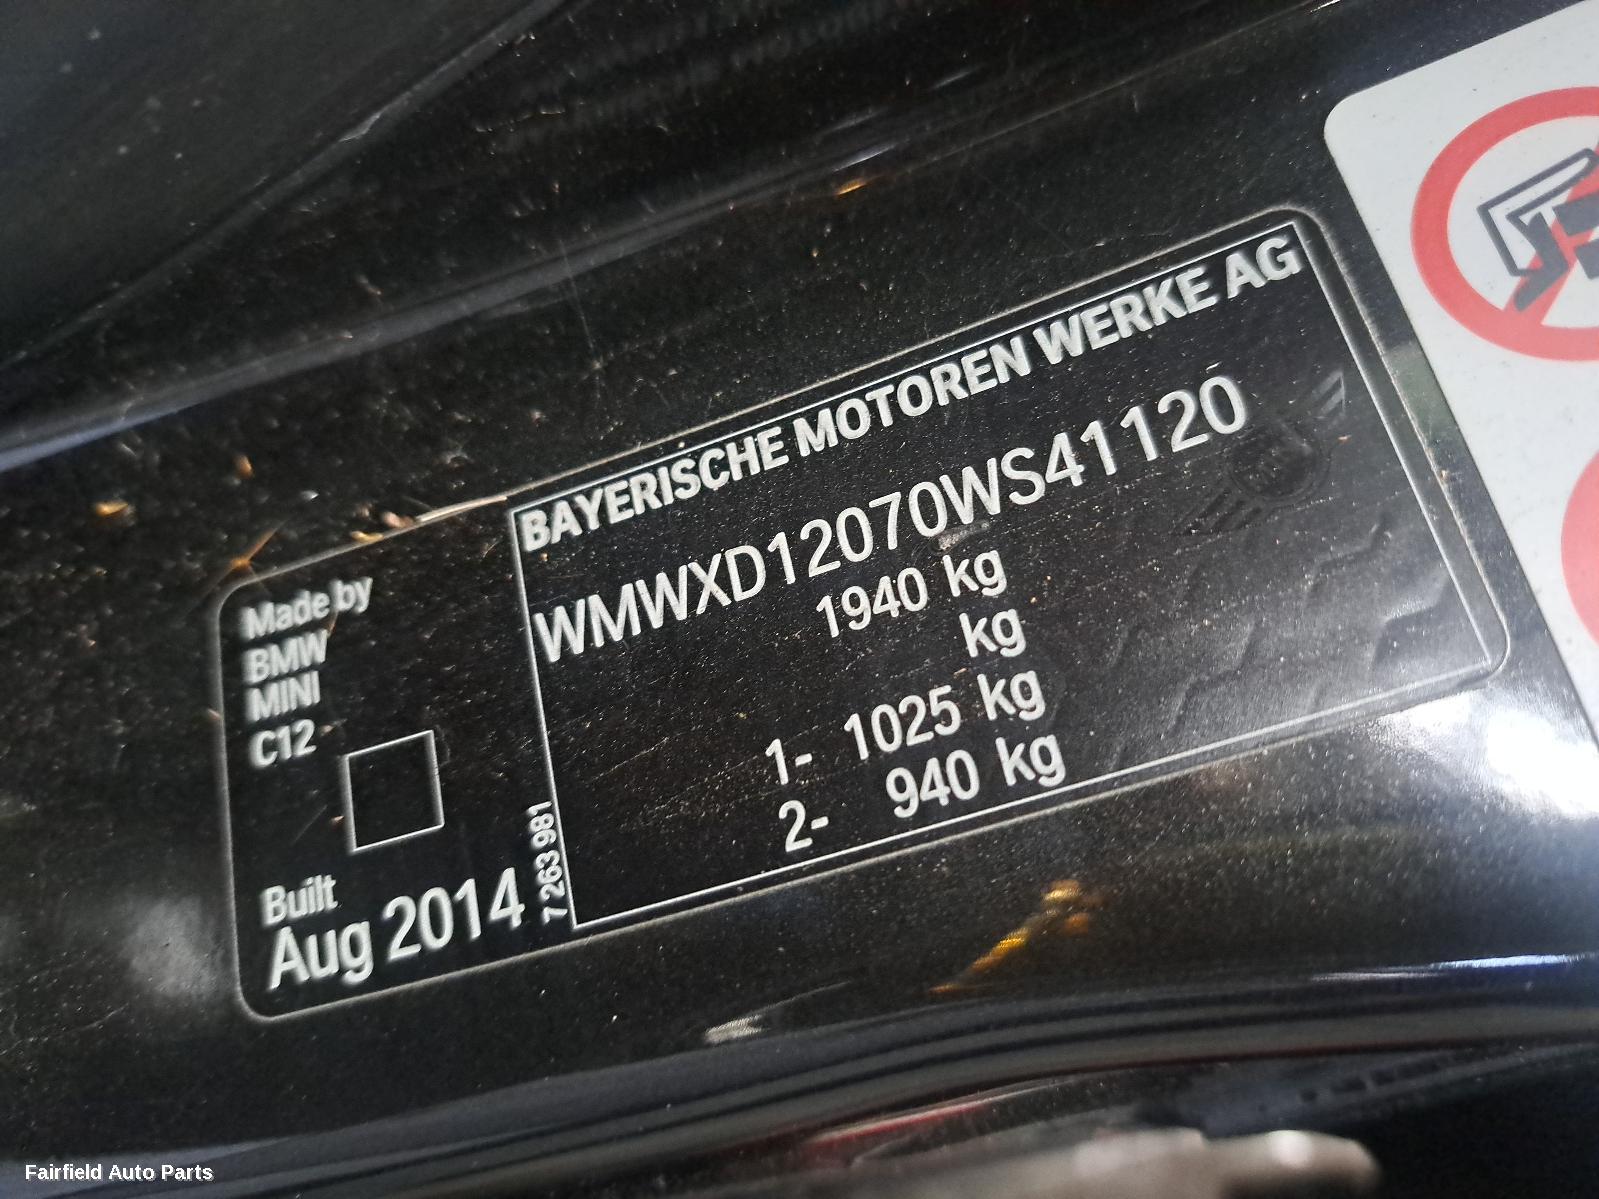 BAYERISCHE MOTOREN WERKE AG
WMWXD12070WS41120
1940 kg
kg
1- 1025 kg
2- 940 kg
Made by
BMW
MINI
C12
Built
Aug 2014
7 263 981
Fairfield Auto Parts